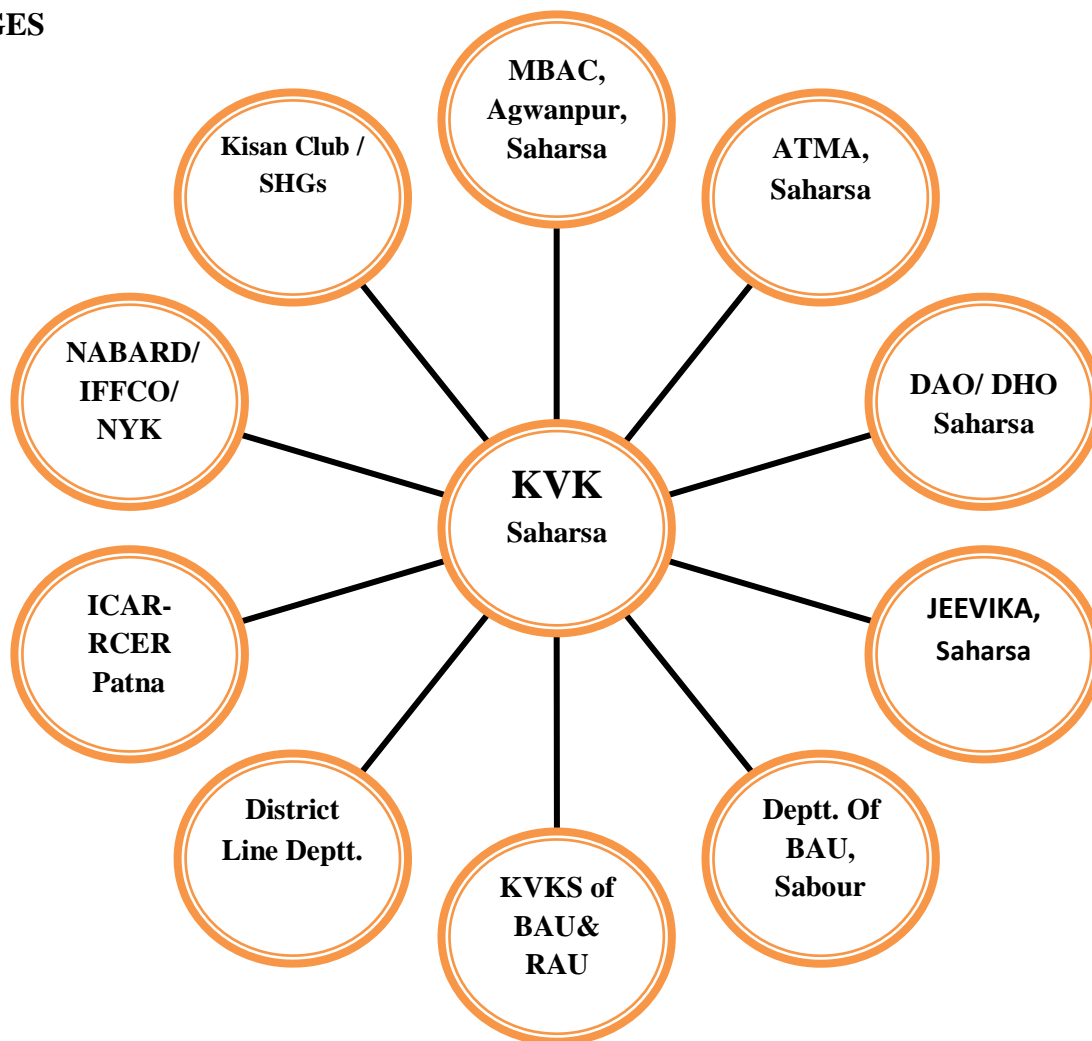 GES
MBAC,
Agwanpur,
Saharsa
Kisan Club /
SHGs
ATMA,
Saharsa
NABARD/
IFFCO/
NYK
DAO/ DHO
Saharsa
KVK
Saharsa
ICAR-
RCER
Patna
JEEVIKA,
Saharsa
District
Line Deptt.
Deptt. Of
BAU,
Sabour
KVKS of
BAU&
RAU